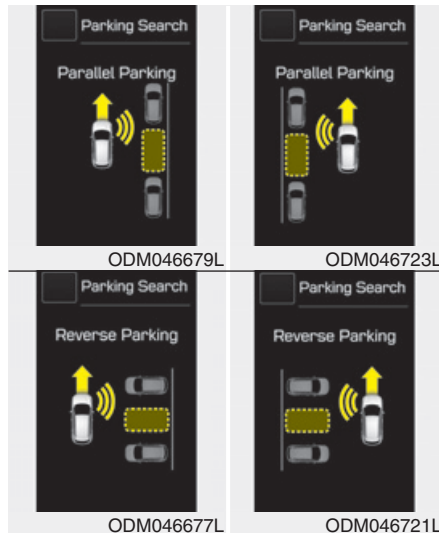 Parking Search
Parallel Parking
ODM046679L
Parking Search
Parallel Parking
ODM046723L
Parking Search
Reverse Parking
ODM046677L
Parking Search
Reverse Parking
ODM046721L